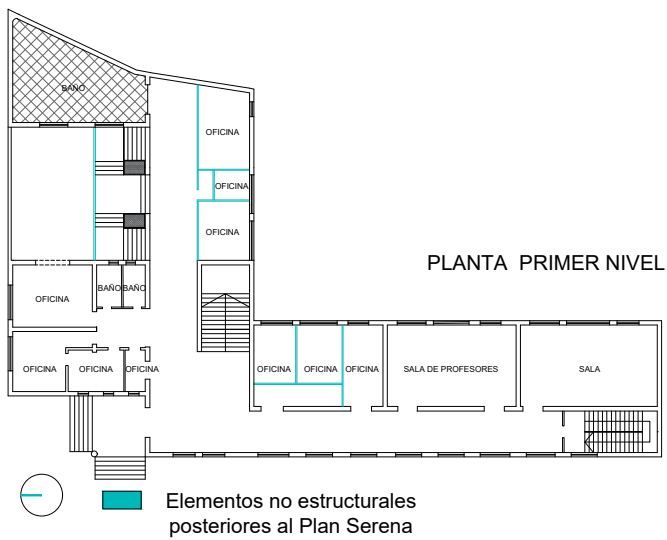 BAÑO
OFICINA
OFICINA
OFICINA
PLANTA PRIMER NIVEL
OFICINA
BAÑO BAÑO
OFICINA OFICINA OFICINA
OFICINA OFICINA OFICINA
SALA DE PROFESORES
SALA
Elementos no estructurales
posteriores al Plan Serena